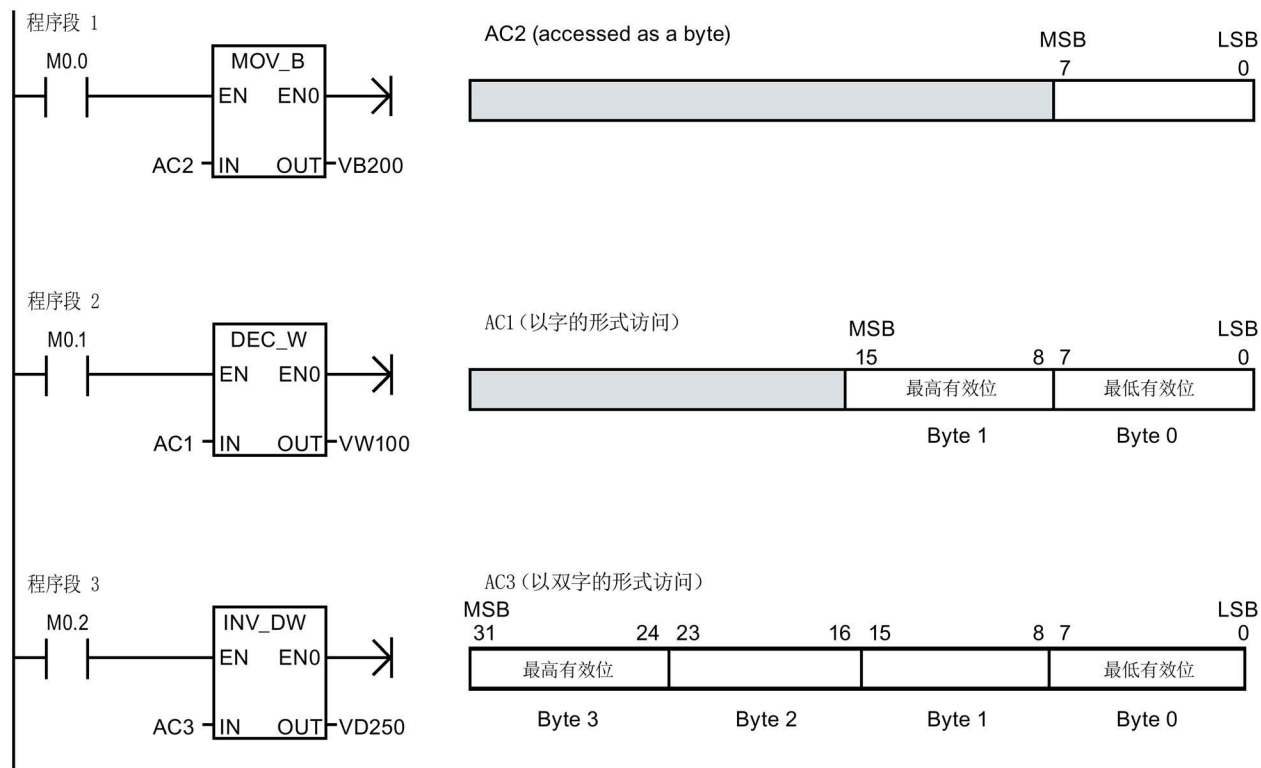 程序段 1
M0.0
MOV_B
EN EN0
AC2 IN OUT VB200
AC2 (accessed as a byte)
MSB LSB
7 0
程序段 2
M0.1
DEC_W
EN EN0
AC1 IN OUT VW100
AC1(以字的形式访问)
MSB LSB
15 8 7 0
最高有效位 最低有效位
Byte 1 Byte 0
程序段 3
M0.2
INV_DW
EN EN0
AC3 IN OUT VD250
AC3(以双字的形式访问)
MSB LSB
31 24 23 16 15 8 7 0
最高有效位 最低有效位
Byte 3 Byte 2 Byte 1 Byte 0